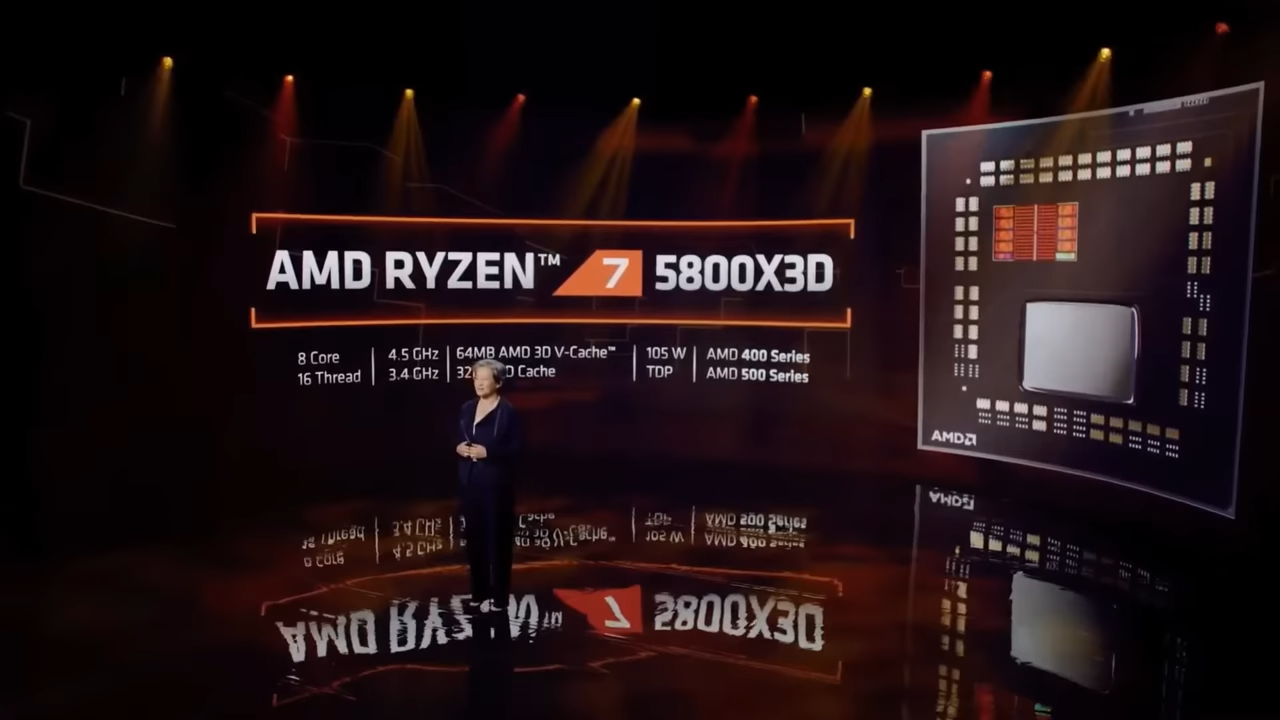 AMD RYZEN™ 7 5800X3D
8 Core
16 Thread
4.5 GHz
3.4 GHz
64MB AMD 3D V-Cache™
Cache
105 W
TDP
AMD 400 Series
AMD 500 Series
AMD